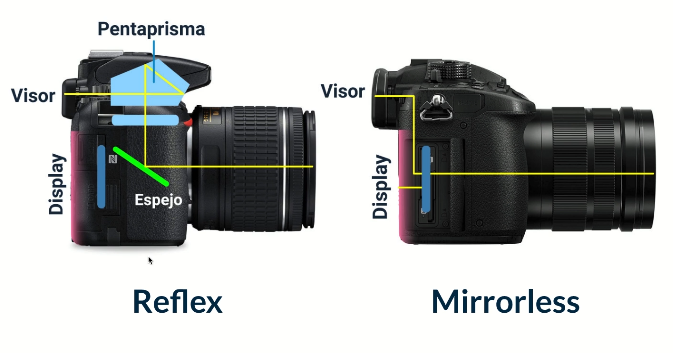 Pentaprisma
Visor
Display
Espejo
Reflex
Visor
Display
Mirrorless